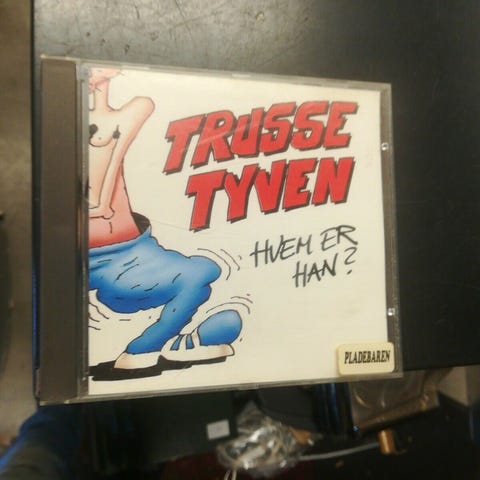 TRUSSE
TYVEN
HVEM ER
HAN?
PLADEBAREN